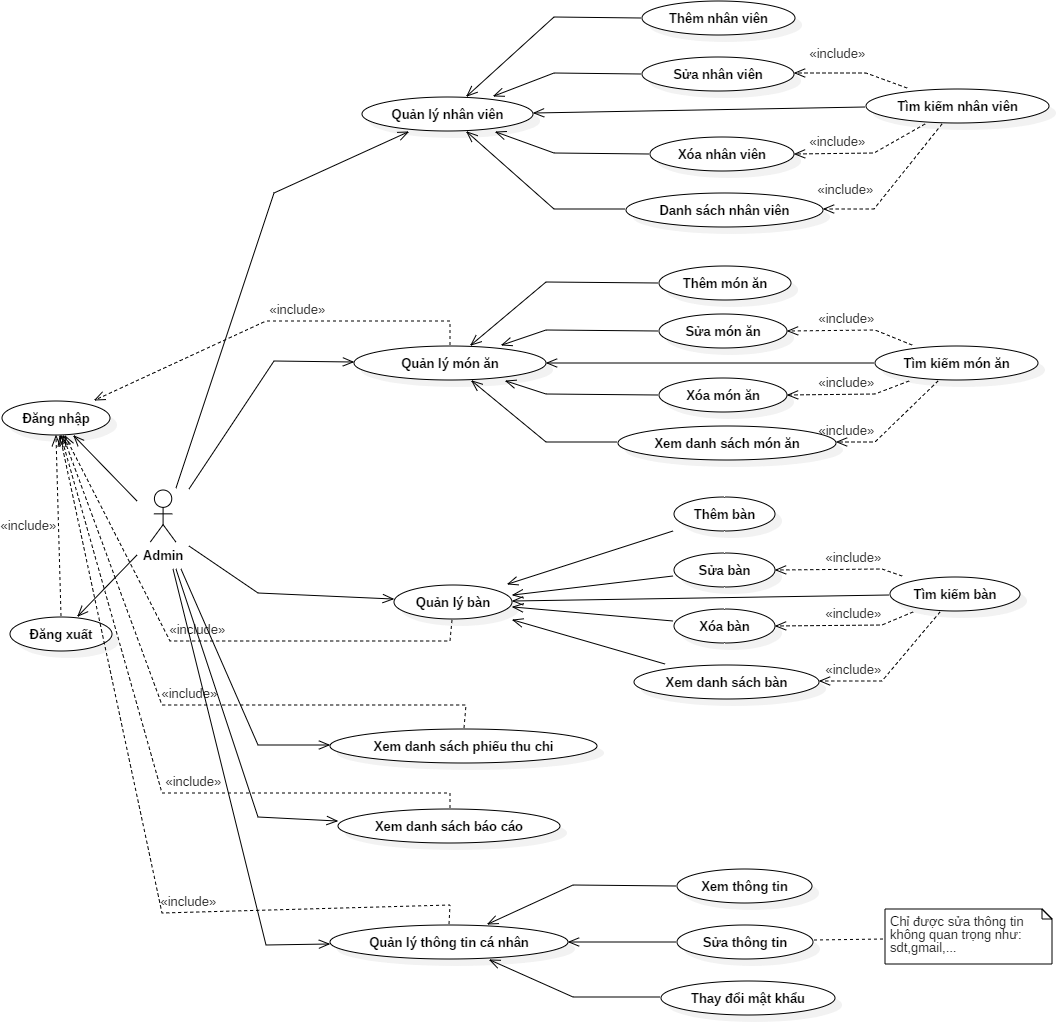 Thêm nhân viên
«include»
Sửa nhân viên
Tìm kiếm nhân viên
Quản lý nhân viên
«include»
Xóa nhân viên
«include»
Danh sách nhân viên
Thêm món ăn
«include»
«include»
Sửa món ăn
Quản lý món ăn
Tìm kiếm món ăn
«include»
Xóa món ăn
Đăng nhập
«include»
Xem danh sách món ăn
Thêm bàn
«include»
Admin
«include»
Sửa bàn
Tìm kiếm bàn
Quản lý bàn
«include»
Xóa bàn
Đăng xuất
«include»
«include»
Xem danh sách bàn
«include»
Xem danh sách phiếu thu chi
«include»
Xem danh sách báo cáo
Xem thông tin
«include»
Chỉ được sửa thông tin
không quan trọng như:
sdt,gmail,...
Quản lý thông tin cá nhân
Sửa thông tin
Thay đổi mật khẩu